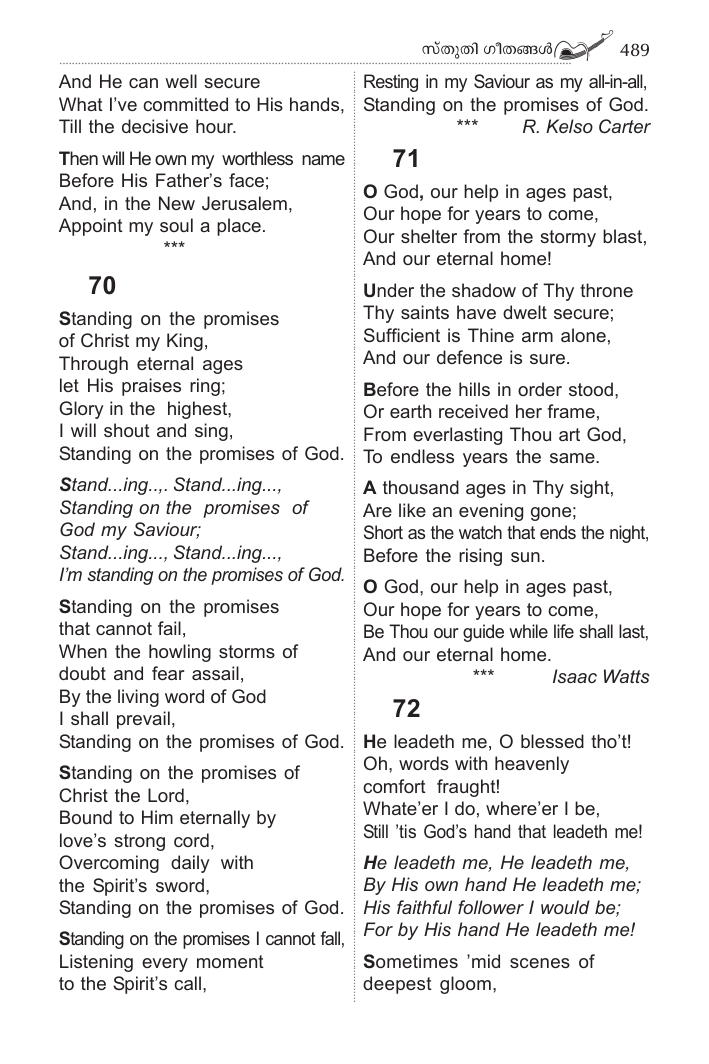 സ്തുതി ഗീതങ്ങൾ 489
And He can well secure
What I've committed to His hands,
Till the decisive hour.
Then will He own my worthless name
Before His Father's face;
And, in the New Jerusalem,
Appoint my soul a place.
***
70
Standing on the promises
of Christ my King,
Through eternal ages
let His praises ring;
Glory in the highest,
I will shout and sing,
Standing on the promises of God.
Stand...ing..,. Stand...ing...,
Standing on the promises of
God my Saviour;
Stand...ing..., Stand...ing...,
I'm standing on the promises of God.
Standing on the promises
that cannot fail,
When the howling storms of
doubt and fear assail,
By the living word of God
I shall prevail,
Standing on the promises of God.
Standing on the promises of
Christ the Lord,
Bound to Him eternally by
love's strong cord,
Overcoming daily with
the Spirit's sword,
Standing on the promises of God.
Standing on the promises I cannot fall,
Listening every moment
to the Spirit's call,
Resting in my Saviour as my all-in-all,
Standing on the promises of God.
*** R. Kelso Carter
71
O God, our help in ages past,
Our hope for years to come,
Our shelter from the stormy blast,
And our eternal home!
Under the shadow of Thy throne
Thy saints have dwelt secure;
Sufficient is Thine arm alone,
And our defence is sure.
Before the hills in order stood,
Or earth received her frame,
From everlasting Thou art God,
To endless years the same.
A thousand ages in Thy sight,
Are like an evening gone;
Short as the watch that ends the night,
Before the rising sun.
O God, our help in ages past,
Our hope for years to come,
Be Thou our guide while life shall last,
And our eternal home.
*** Isaac Watts
72
He leadeth me, O blessed tho't!
Oh, words with heavenly
comfort fraught!
Whate'er I do, where'er I be,
Still 'tis God's hand that leadeth me!
He leadeth me, He leadeth me,
By His own hand He leadeth me;
His faithful follower I would be;
For by His hand He leadeth me!
Sometimes 'mid scenes of
deepest gloom,